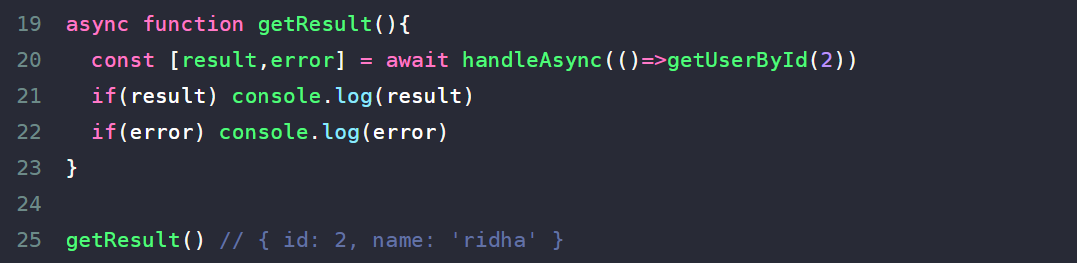 19 async function getResult(){
20   const [result,error] = await handleAsync(()=>getUserById(2))
21   if(result) console.log(result)
22   if(error) console.log(error)
23 }
24
25 getResult() // { id: 2, name: 'ridha' }